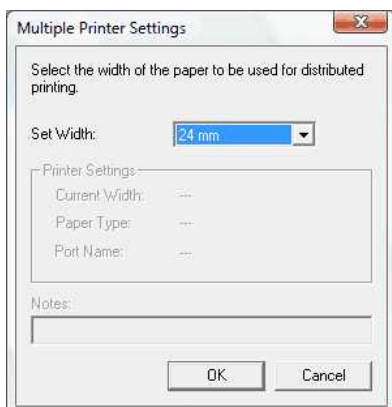 Multiple Printer Settings
Select the width of the paper to be used for distributed
printing.
Set Width: 24 mm
Printer Settings
Current Width: ---
Paper Type: ---
Port Name: ---
Notes:
OK Cancel